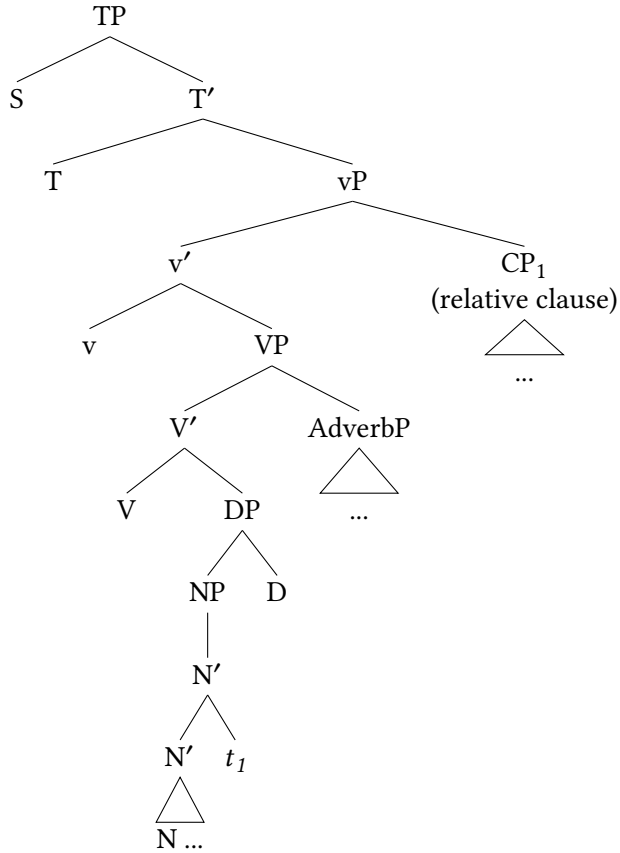 TP
S T′
T vP
v′ CP₁
(relative clause)
v VP
...
V′ AdverbP
V DP ...
NP D
N′
N′ t₁
N ...